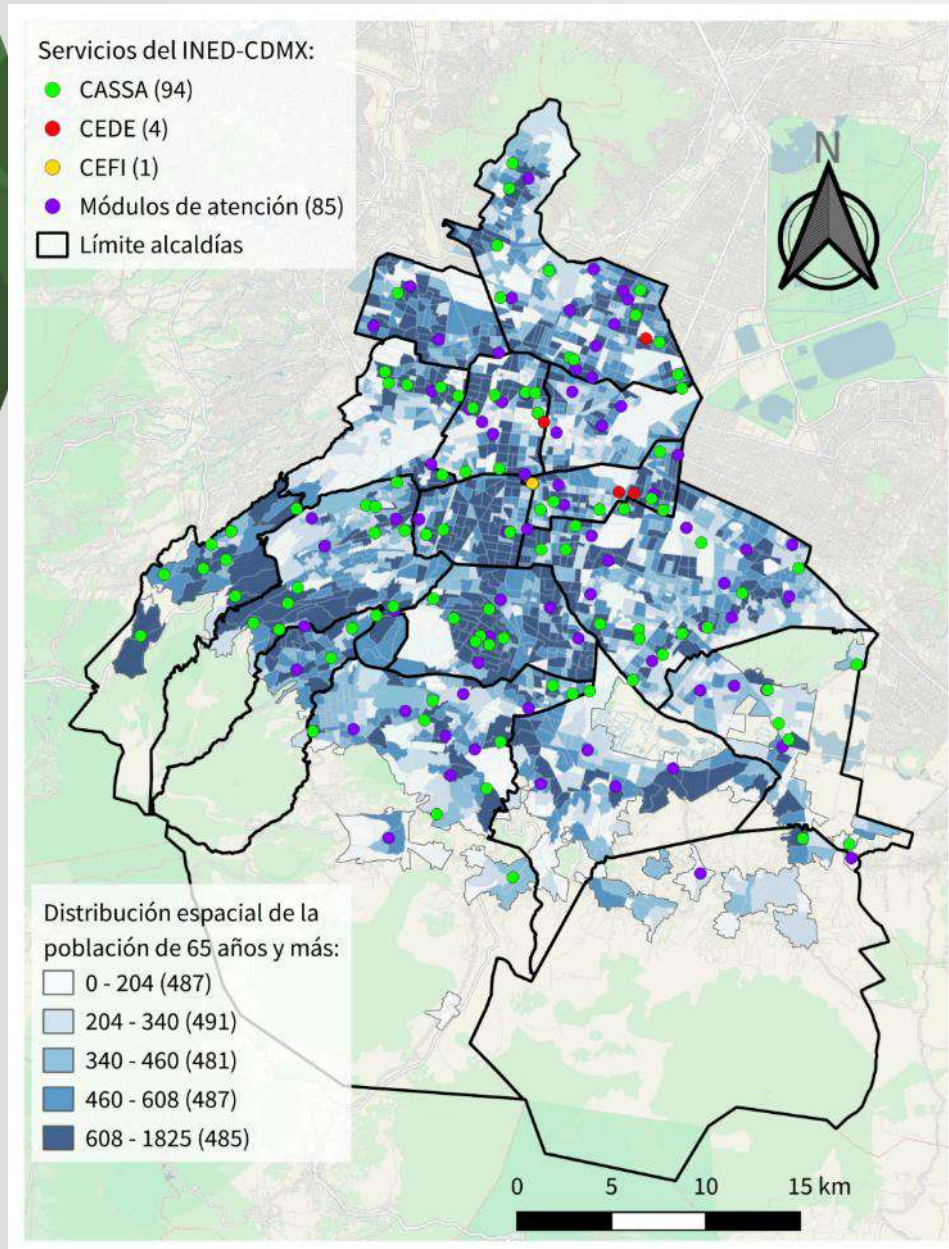 Servicios del INED-CDMX:
CASSA (94)
CEDE (4)
CEFI (1)
Módulos de atención (85)
Límite alcaldías
N
Distribución espacial de la
población de 65 años y más:
0 - 204 (487)
204 - 340 (491)
340 - 460 (481)
460 - 608 (487)
608 - 1825 (485)
0 5 10 15 km